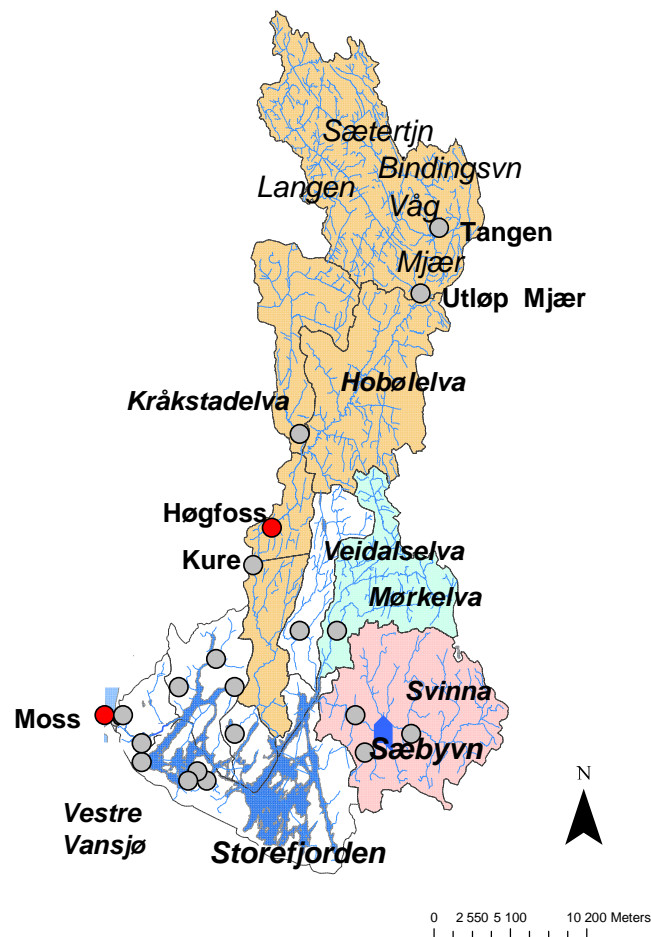 Sætertjn
Bindingsvn
Langen
Våg
Tangen
Mjær
Utløp Mjær
Hobølelva
Kråkstadelva
Høgfoss
Kure
Veidalselva
Mørkelva
Svinna
Moss
Sæbyvn
N
Vestre
Vansjø
Storefjorden
0 2 550 5 100 10 200 Meters